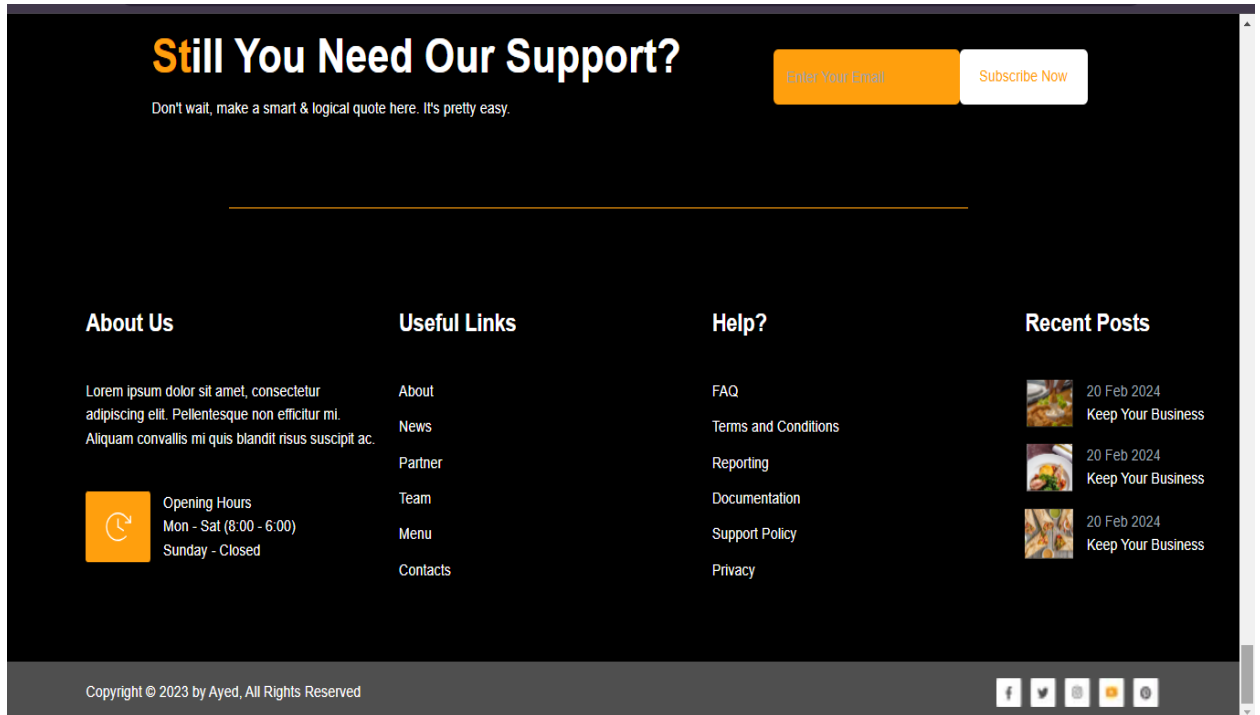 Still You Need Our Support?
Don't wait, make a smart & logical quote here. It's pretty easy.
Enter Your Email
Subscribe Now
About Us
Lorem ipsum dolor sit amet, consectetur
adipiscing elit. Pellentesque non efficitur mi.
Aliquam convallis mi quis blandit risus suscipit ac.
Opening Hours
Mon - Sat (8:00 - 6:00)
Sunday - Closed
Useful Links
About
News
Partner
Team
Menu
Contacts
Help?
FAQ
Terms and Conditions
Reporting
Documentation
Support Policy
Privacy
Recent Posts
20 Feb 2024
Keep Your Business
20 Feb 2024
Keep Your Business
20 Feb 2024
Keep Your Business
Copyright © 2023 by Ayed, All Rights Reserved